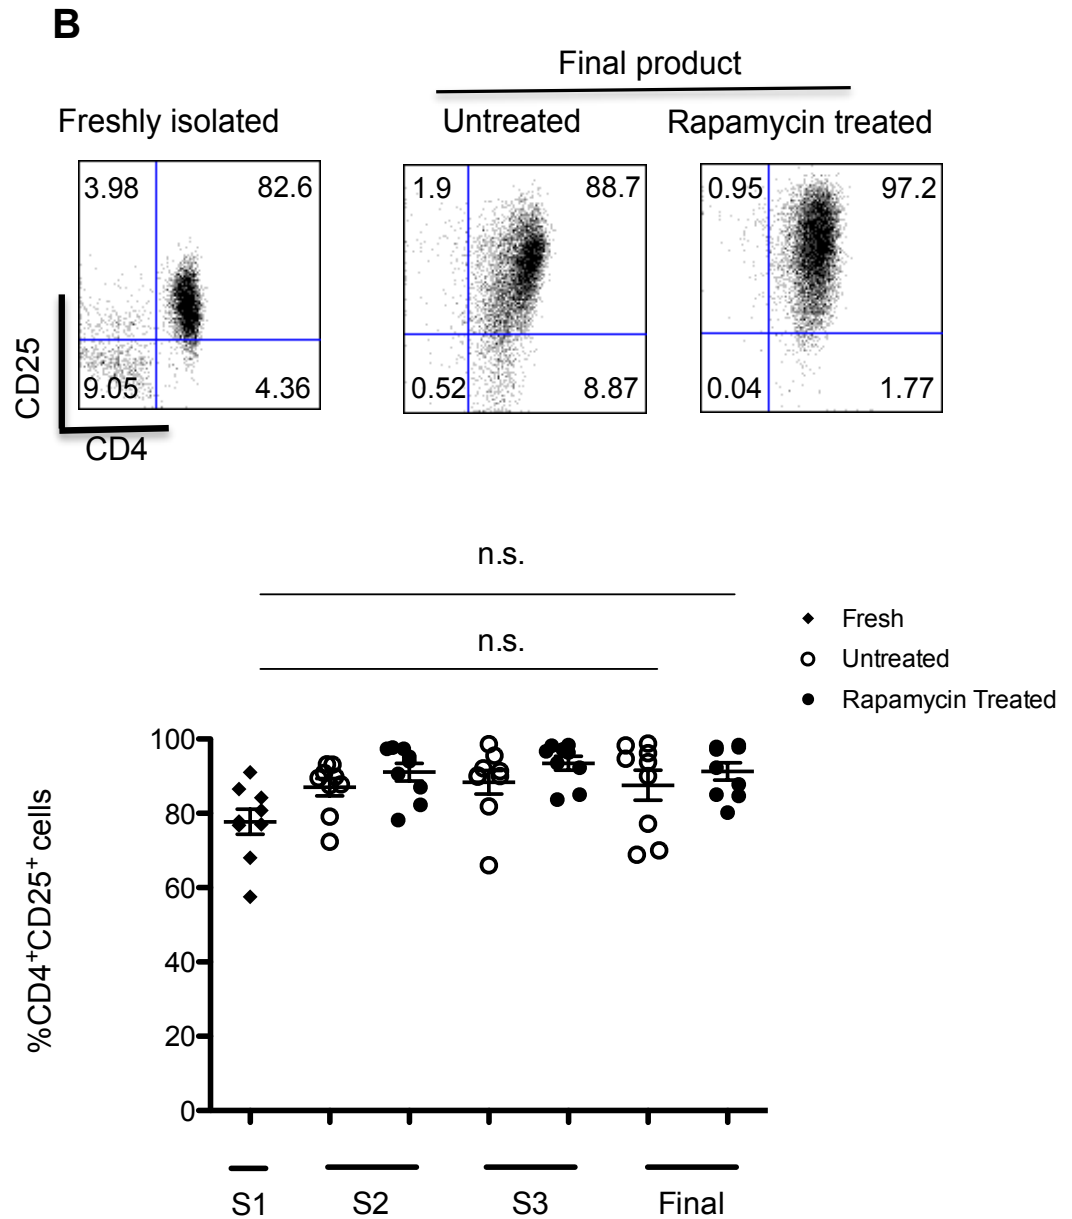 B
Final product
Freshly isolated
Untreated
Rapamycin treated
3.98
82.6
9.05
4.36
1.9
88.7
0.52
8.87
0.95
97.2
0.04
1.77
CD25
CD4
n.s.
n.s.
Fresh
Untreated
Rapamycin Treated
%CD4⁺CD25⁺ cells
100
80
60
40
20
0
S1
S2
S3
Final